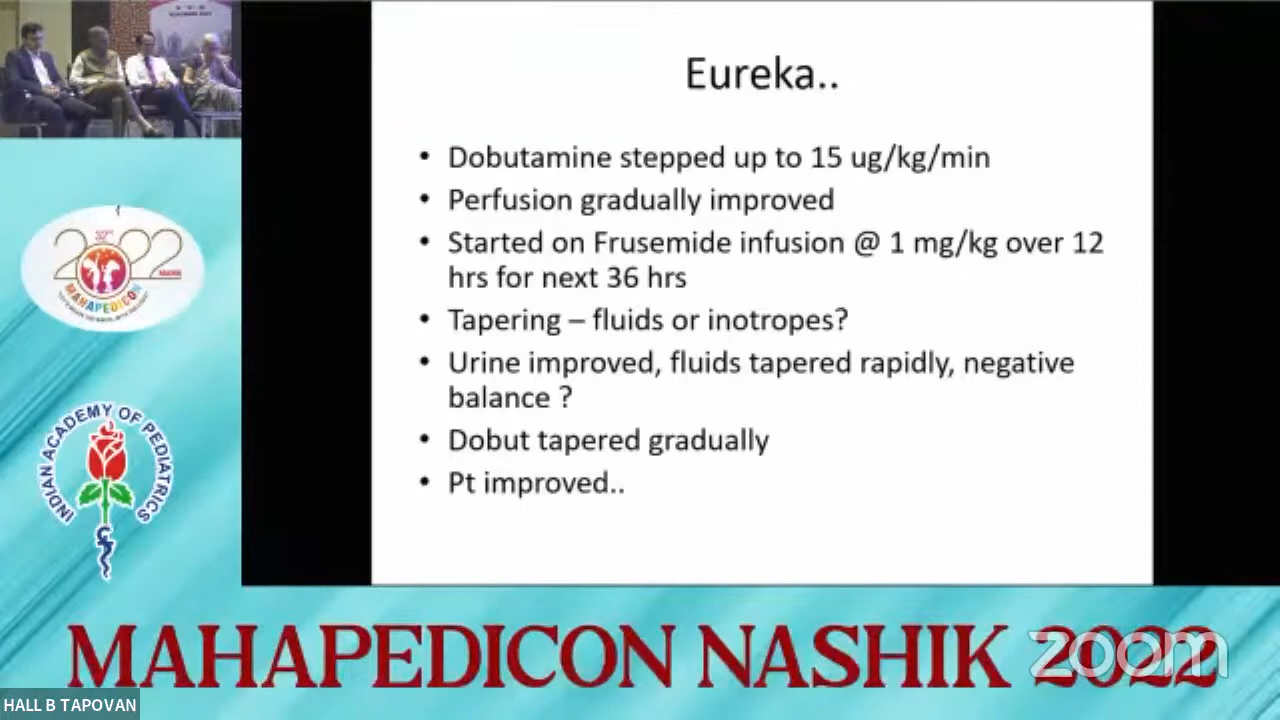 Eureka..
• Dobutamine stepped up to 15 ug/kg/min
• Perfusion gradually improved
• Started on Frusemide infusion @ 1 mg/kg over 12
hrs for next 36 hrs
• Tapering – fluids or inotropes?
• Urine improved, fluids tapered rapidly, negative
balance ?
• Dobut tapered gradually
• Pt improved..
2022
MAHAPEDICON
INDIAN ACADEMY OF PEDIATRICS
MAHAPEDICON NASHIK 2022
zoom
HALL B TAPOVAN